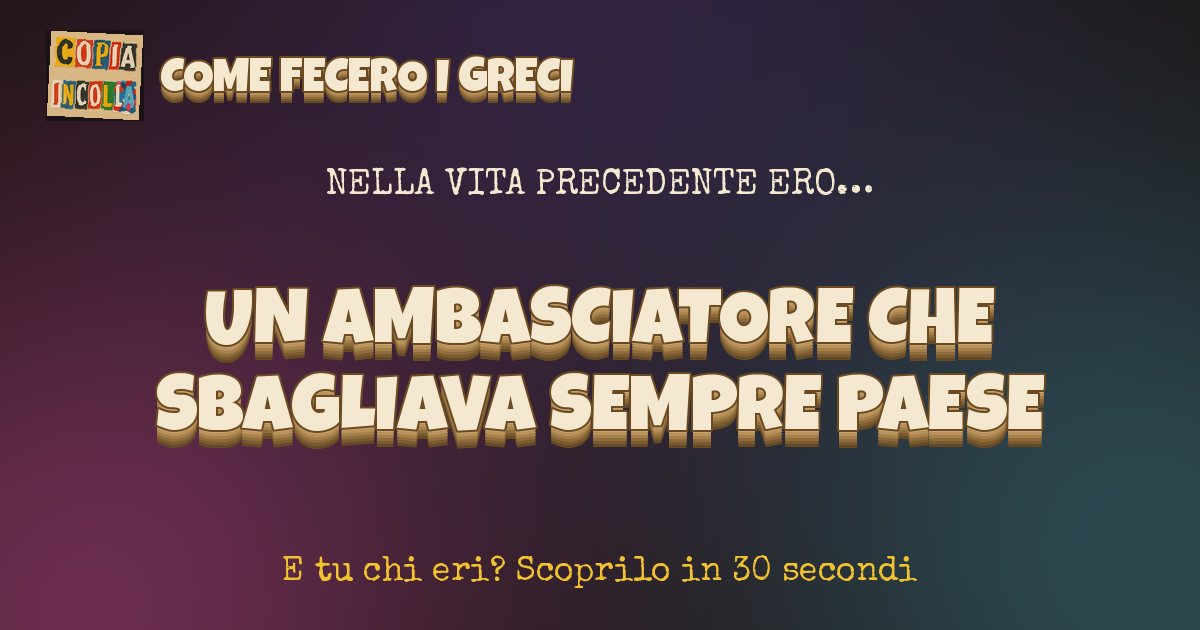 COPIA
INCOLLA
COME FECERO I GRECI
NELLA VITA PRECEDENTE ERO...
UN AMBASCIATORE CHE
SBAGLIAVA SEMPRE PAESE
E tu chi eri? Scoprilo in 30 secondi